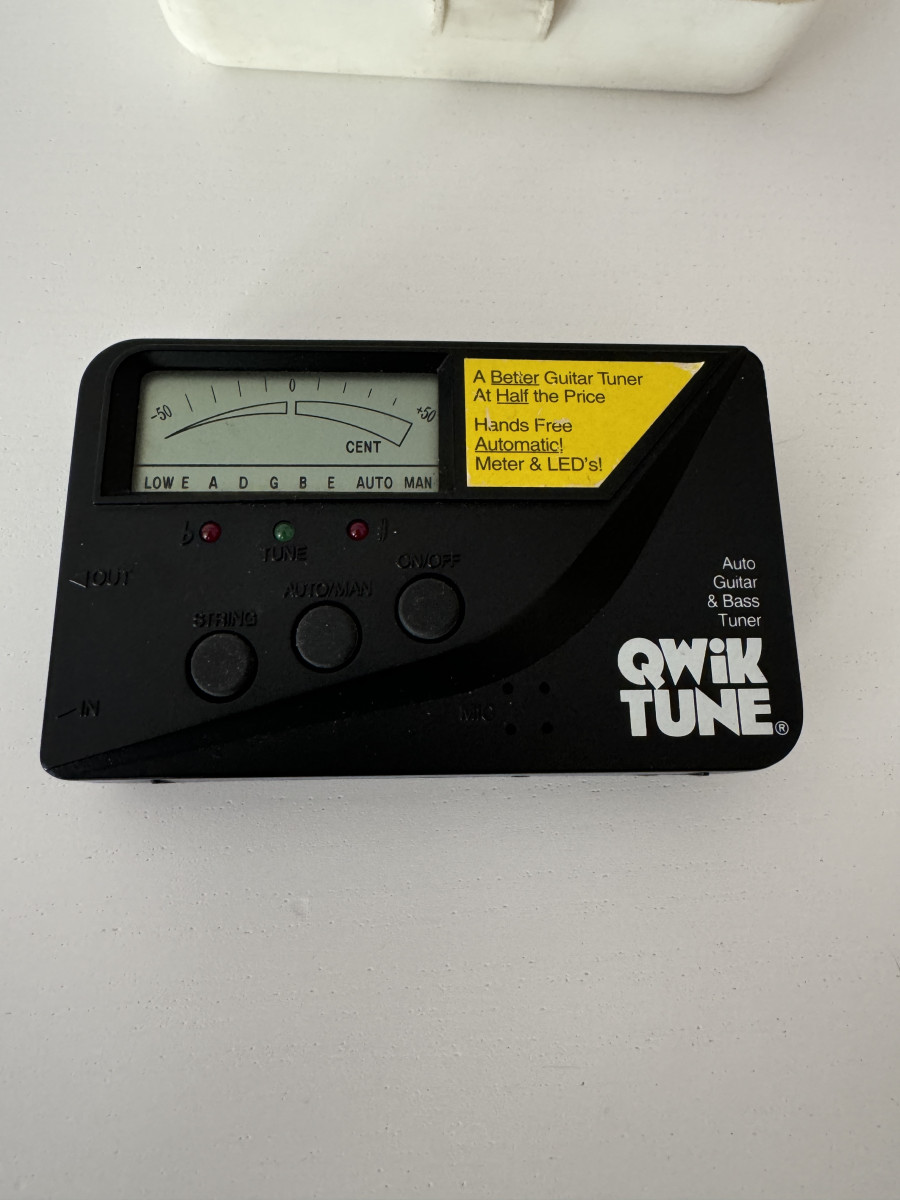 -50 0 +50
CENT
LOW E A D G B E AUTO MAN
A Better Guitar Tuner
At Half the Price
Hands Free
Automatic!
Meter & LED's!
♭ TUNE ♯
OUT
ON/OFF
AUTO/MAN
STRING
IN
MIC
Auto
Guitar
& Bass
Tuner
QWiK
TUNE®